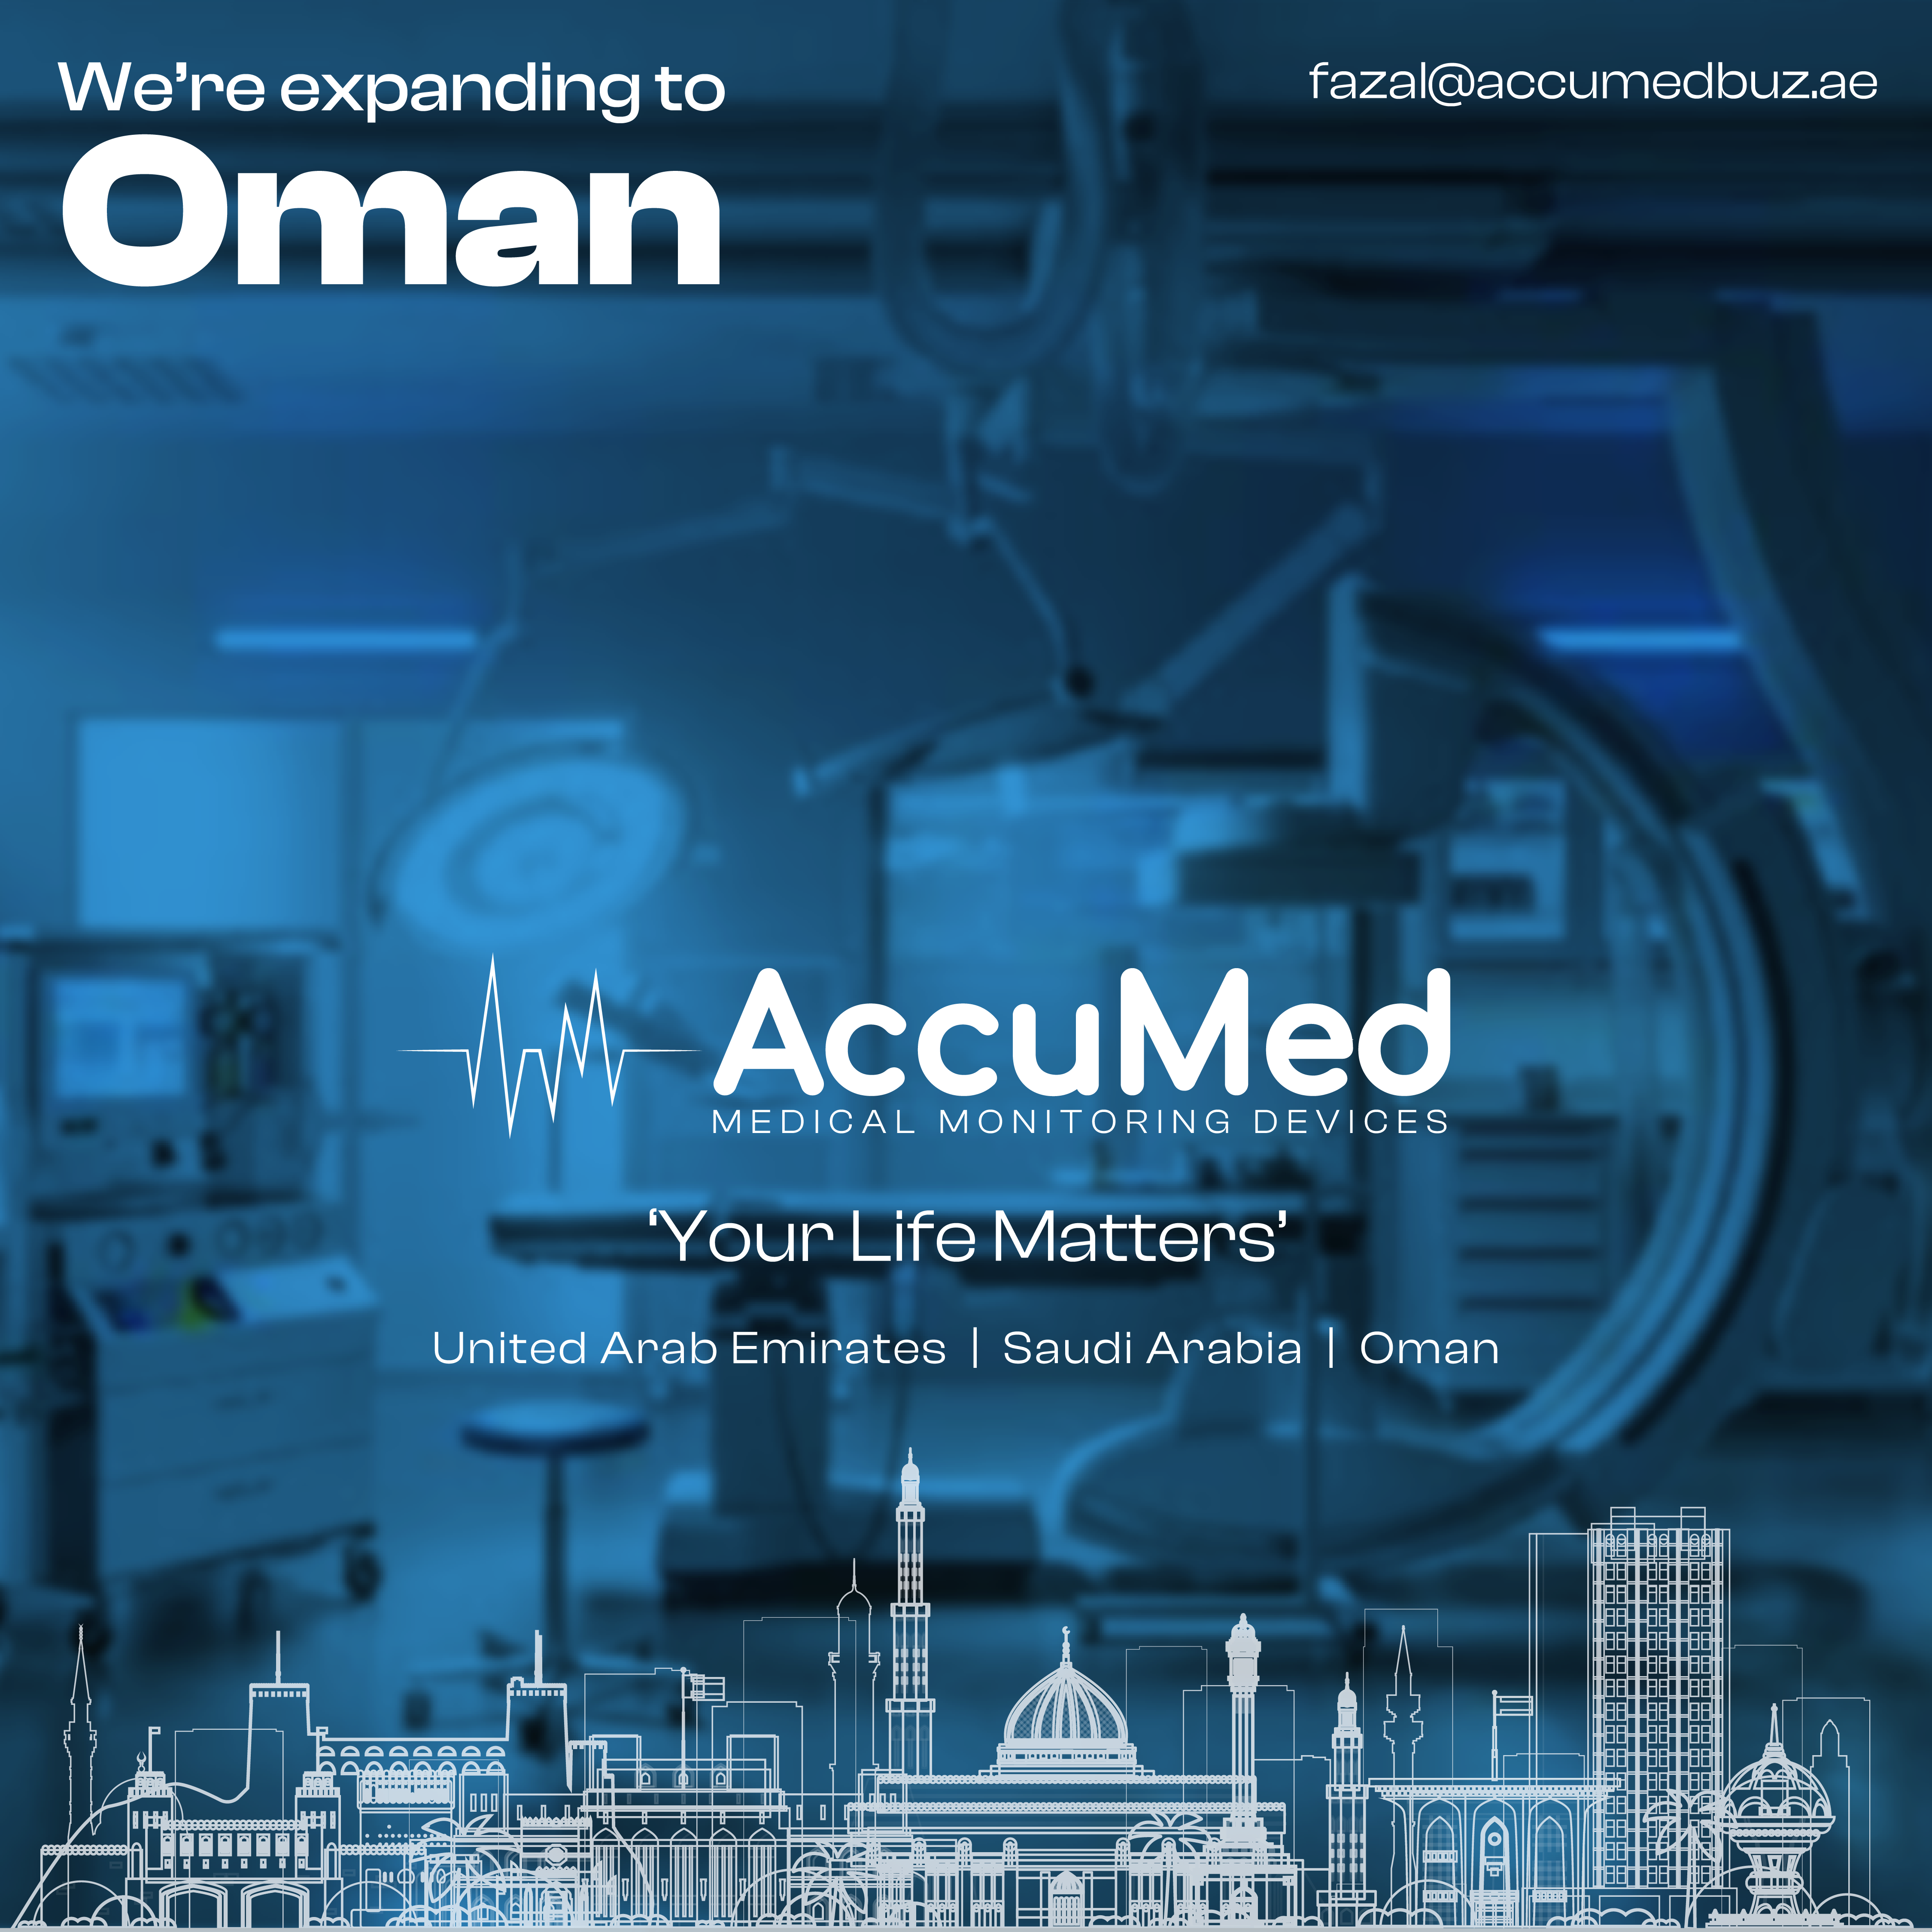 We're expanding to
Oman
fazal@accumedbuz.ae
AccuMed
MEDICAL MONITORING DEVICES
‘Your Life Matters’
United Arab Emirates | Saudi Arabia | Oman